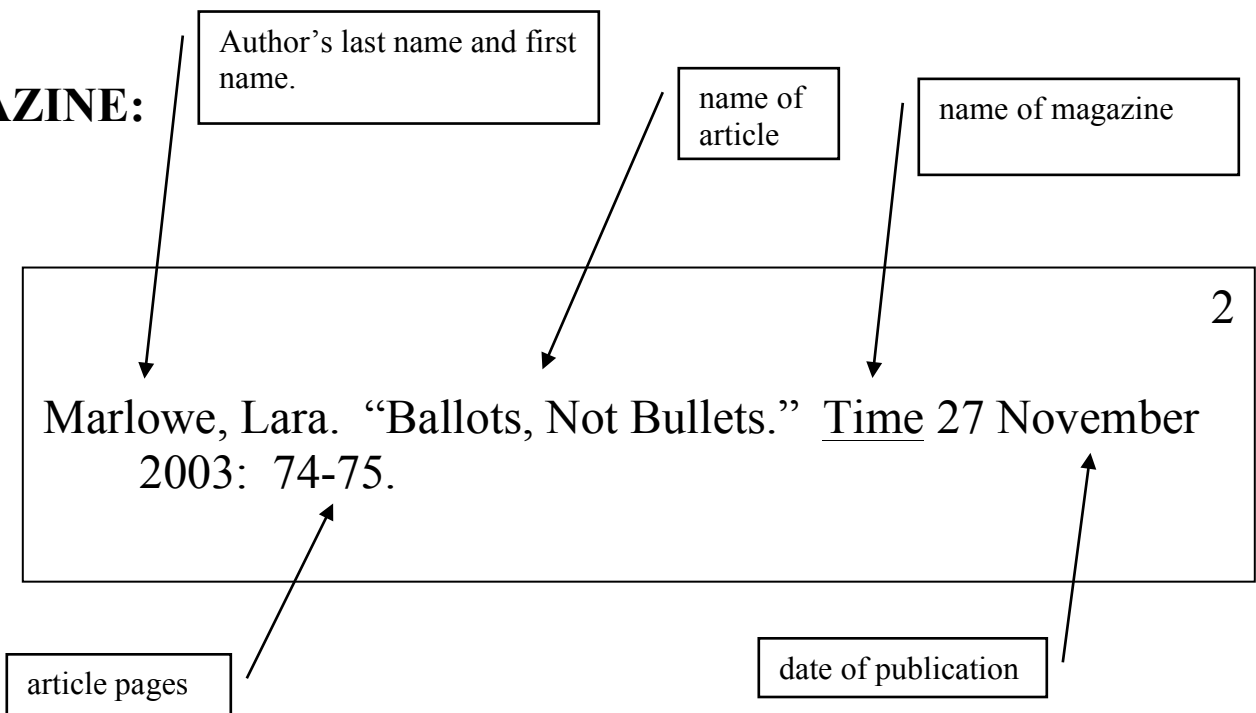 Author’s last name and first
name.
AZINE:
name of
article
name of magazine
2
Marlowe, Lara.  “Ballots, Not Bullets.”  Time 27 November
2003:  74-75.
article pages
date of publication